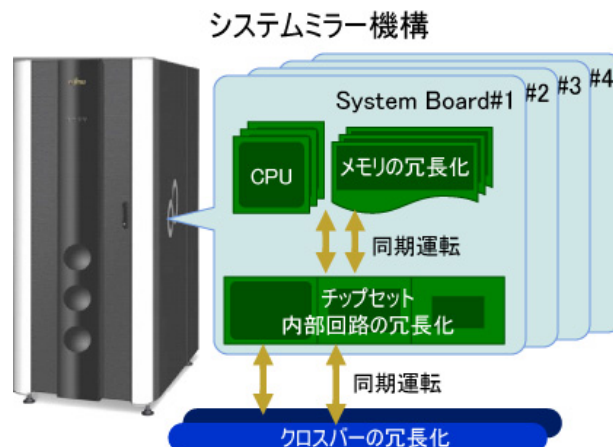 システムミラー機構
System Board#1
#2
#3
#4
CPU
メモリの冗長化
同期運転
チップセット
内部回路の冗長化
同期運転
クロスバーの冗長化